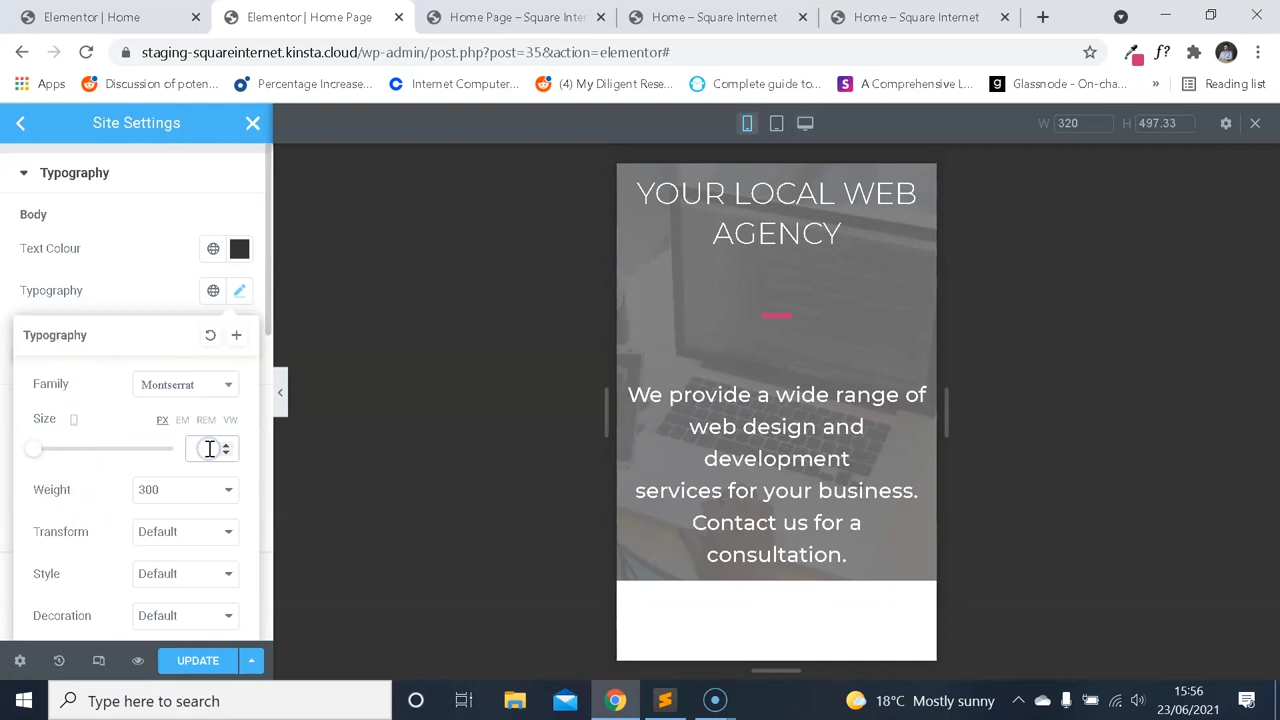 Elementor | Home
Elementor | Home Page
Home Page – Square Inte
Home – Square Internet
Home – Square Internet
staging-squareinternet.kinsta.cloud/wp-admin/post.php?post=35&action=elementor#
f?
Apps
Discussion of poten...
Percentage Increase...
Internet Computer...
(4) My Diligent Rese...
Complete guide to...
A Comprehensive L...
Glassnode - On-cha...
»
Reading list
Site Settings
W 320 H 497.33
Typography
Body
Text Colour
Typography
Typography
Family Montserrat
Size PX EM REM VW
Weight 300
Transform Default
Style Default
Decoration Default
UPDATE
YOUR LOCAL WEB
AGENCY
We provide a wide range of
web design and
development
services for your business.
Contact us for a
consultation.
Type here to search
18°C Mostly sunny
15:56
23/06/2021